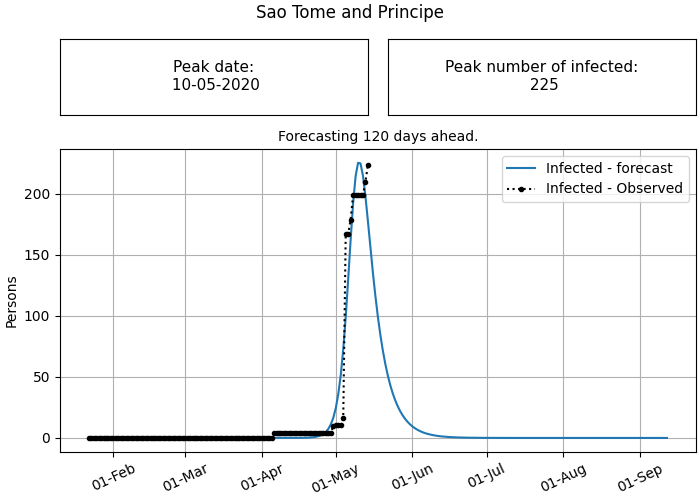 Sao Tome and Principe
Peak date:
10-05-2020
Peak number of infected:
225
Forecasting 120 days ahead.
Infected - forecast
Infected - Observed
Persons
200
150
100
50
0
01-Feb
01-Mar
01-Apr
01-May
01-Jun
01-Jul
01-Aug
01-Sep